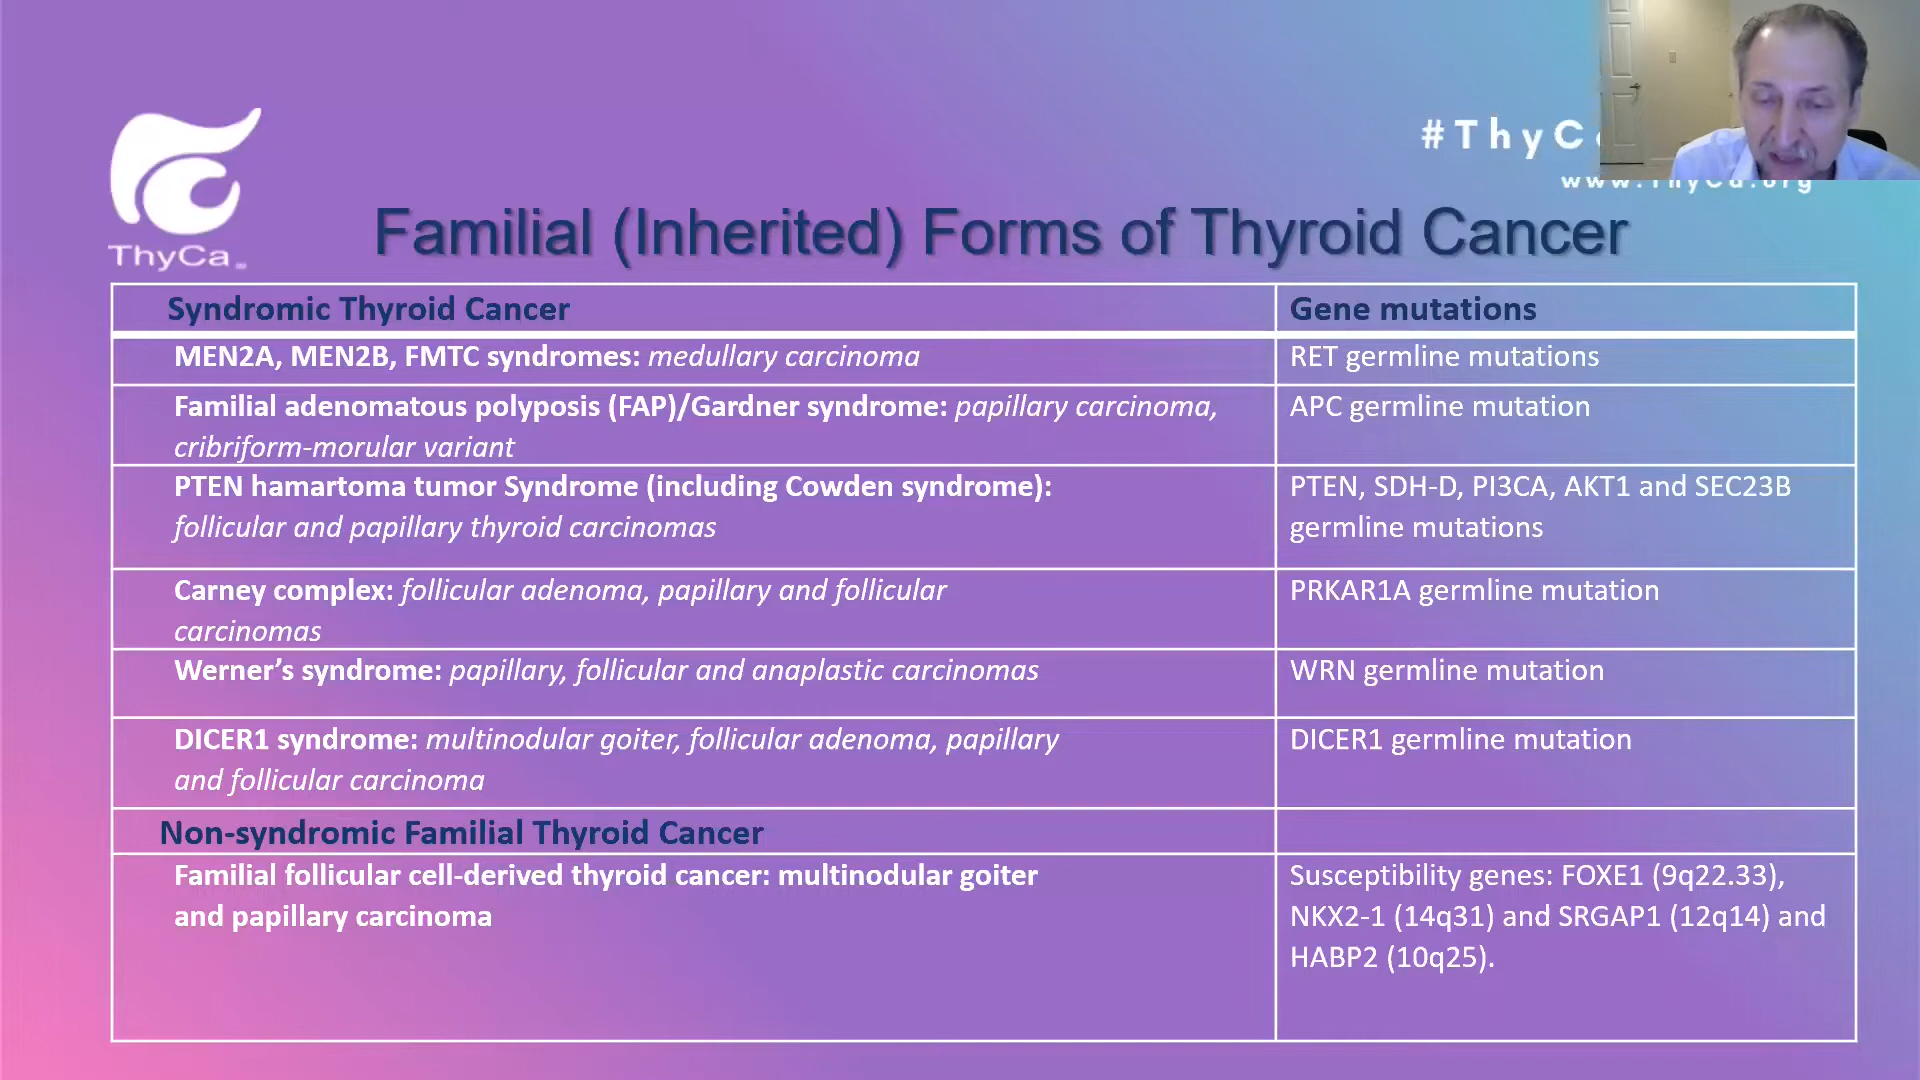 #ThyC
www.ThyCa.org
ThyCa
Familial (Inherited) Forms of Thyroid Cancer
Syndromic Thyroid Cancer
Gene mutations
MEN2A, MEN2B, FMTC syndromes: medullary carcinoma
RET germline mutations
Familial adenomatous polyposis (FAP)/Gardner syndrome: papillary carcinoma,
cribriform-morular variant
APC germline mutation
PTEN hamartoma tumor Syndrome (including Cowden syndrome):
follicular and papillary thyroid carcinomas
PTEN, SDH-D, PI3CA, AKT1 and SEC23B
germline mutations
Carney complex: follicular adenoma, papillary and follicular
carcinomas
PRKAR1A germline mutation
Werner’s syndrome: papillary, follicular and anaplastic carcinomas
WRN germline mutation
DICER1 syndrome: multinodular goiter, follicular adenoma, papillary
and follicular carcinoma
DICER1 germline mutation
Non-syndromic Familial Thyroid Cancer
Familial follicular cell-derived thyroid cancer: multinodular goiter
and papillary carcinoma
Susceptibility genes: FOXE1 (9q22.33),
NKX2-1 (14q31) and SRGAP1 (12q14) and
HABP2 (10q25).